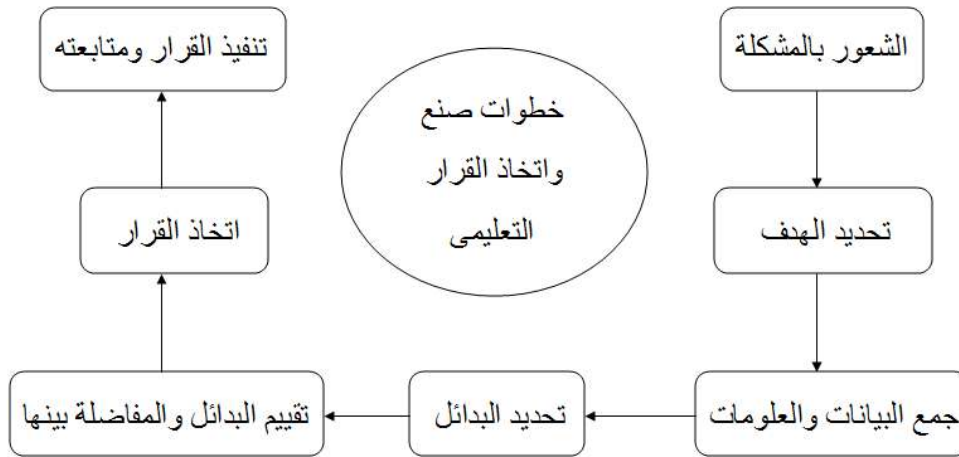 خطوات صنع
واتخاذ القرار
التعليمى
الشعور بالمشكلة
تحديد الهدف
جمع البيانات والعلومات
تحديد البدائل
تقييم البدائل والمفاضلة بينها
اتخاذ القرار
تنفيذ القرار ومتابعته